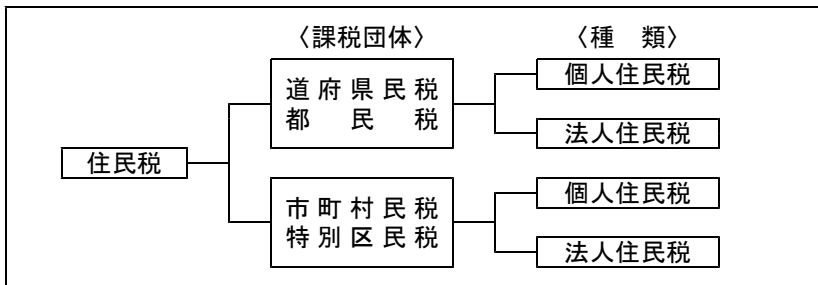 〈課税団体〉
〈種　類〉
住民税
道府県民税
都民税
個人住民税
法人住民税
市町村民税
特別区民税
個人住民税
法人住民税